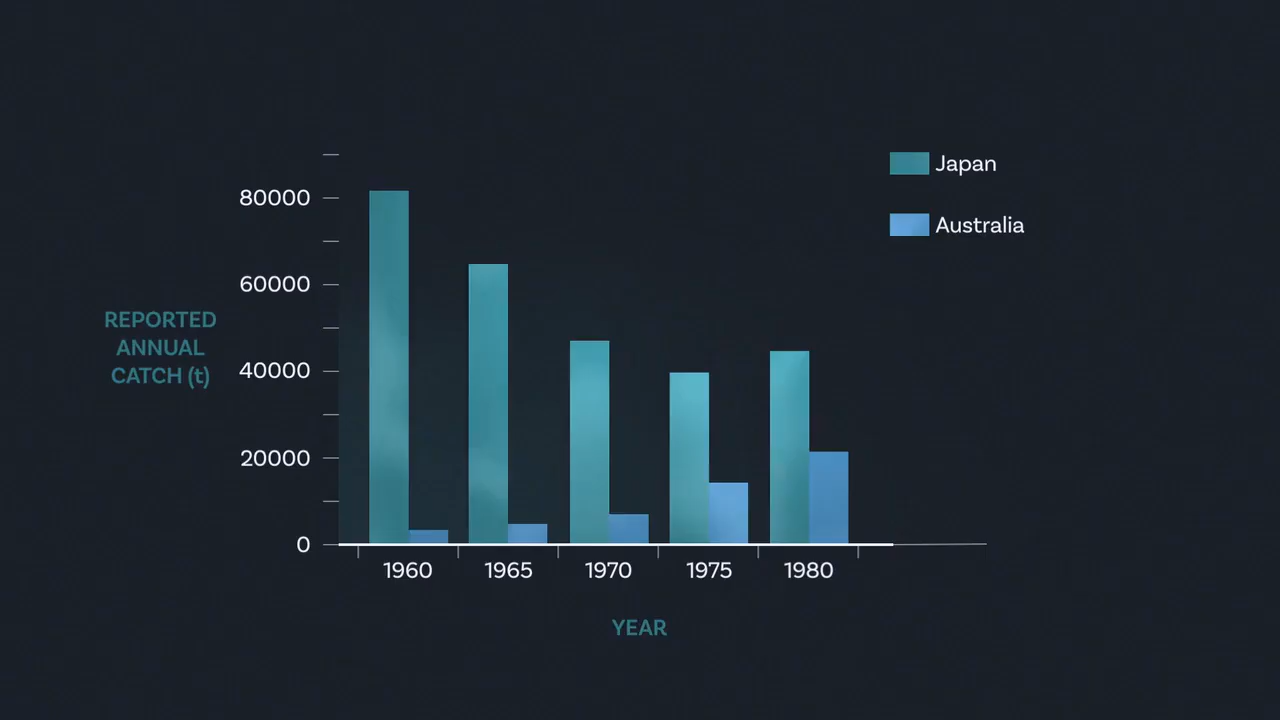 Japan
Australia
80000
60000
40000
20000
0
REPORTED
ANNUAL
CATCH (t)
1960 1965 1970 1975 1980
YEAR